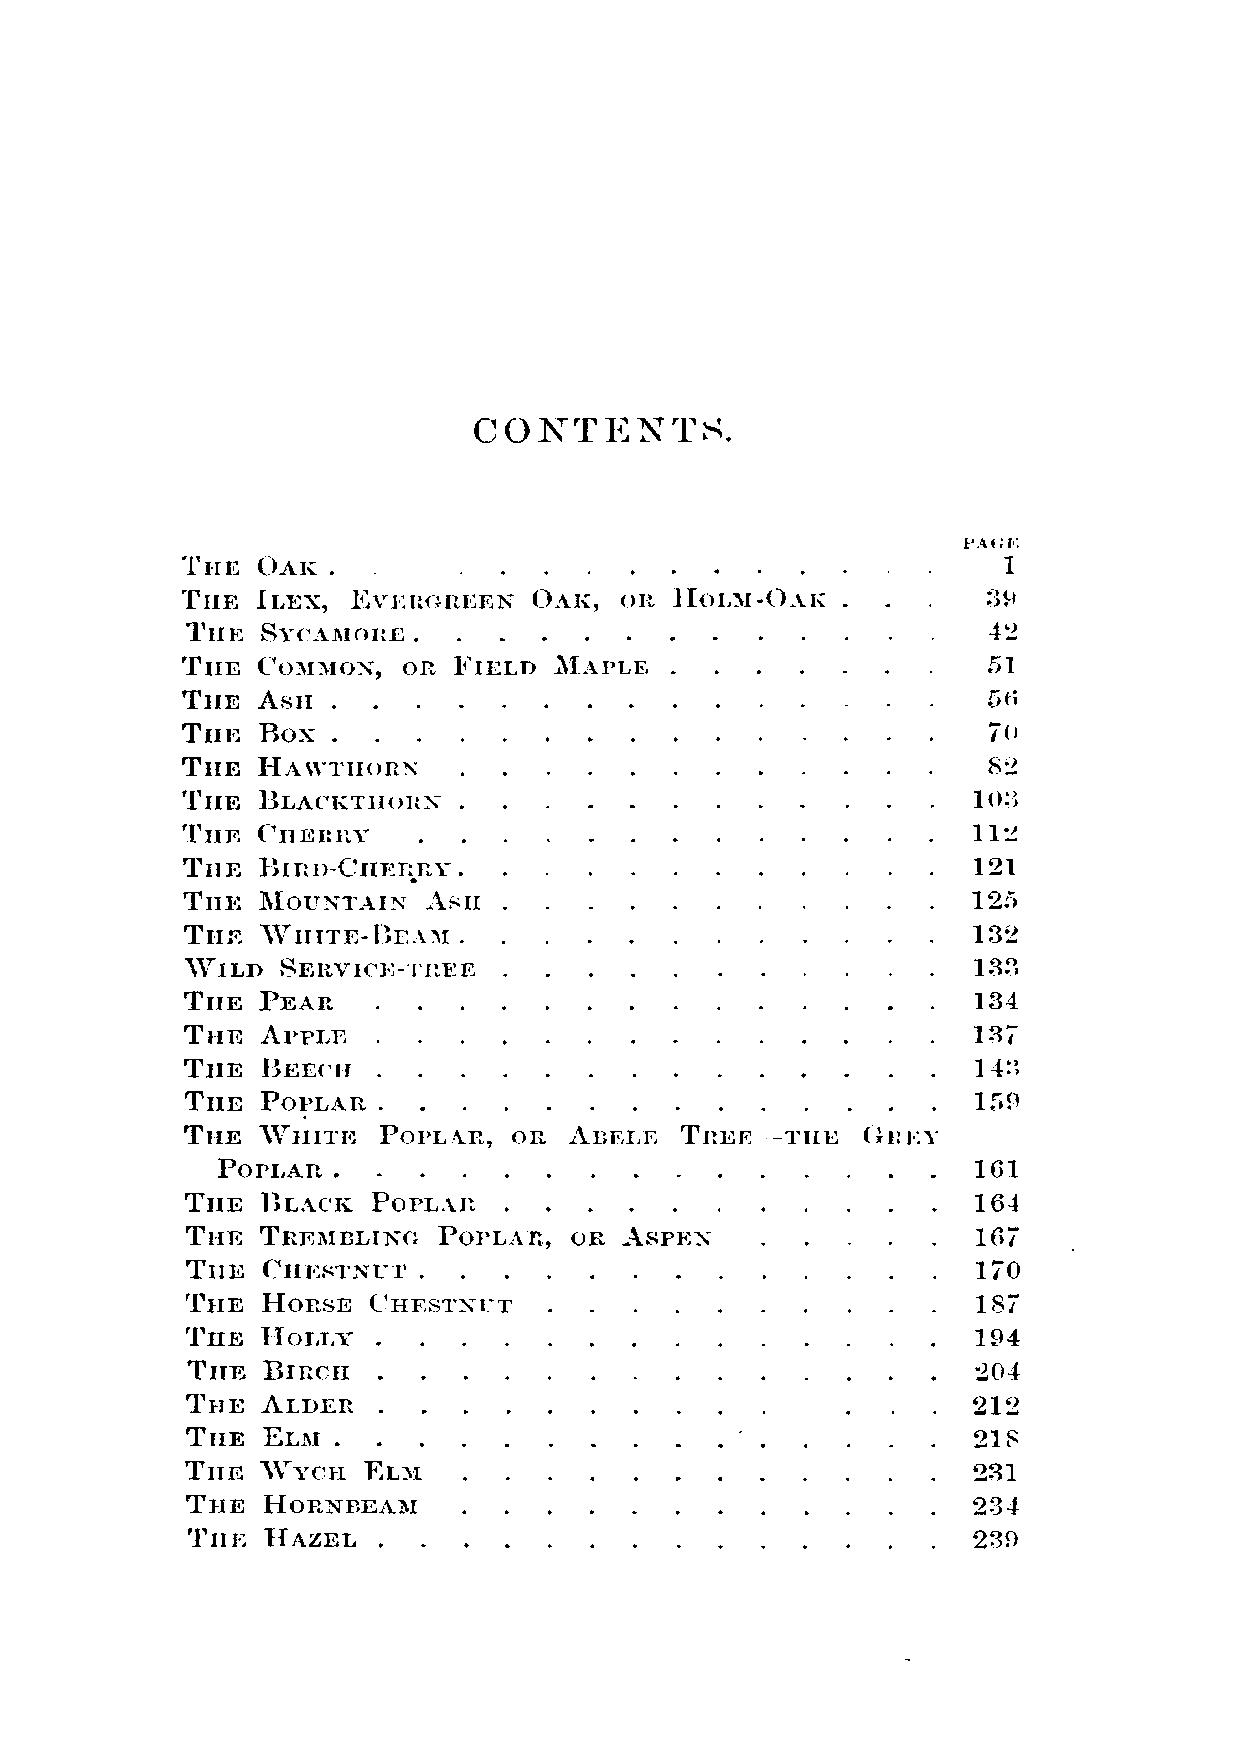 CONTENTS.
PAGE
The Oak . . . . . . . . . . . . . . 1
The Ilex, Evergreen Oak, or Holm-Oak . . . 39
The Sycamore . . . . . . . . . . . . . 42
The Common, or Field Maple . . . . . . . 51
The Ash . . . . . . . . . . . . . . . 56
The Box . . . . . . . . . . . . . . . 70
The Hawthorn . . . . . . . . . . . . 82
The Blackthorn . . . . . . . . . . . . 103
The Cherry . . . . . . . . . . . . . 112
The Bird-Cherry . . . . . . . . . . . . 121
The Mountain Ash . . . . . . . . . . . 125
The White-Beam . . . . . . . . . . . . 132
Wild Service-tree . . . . . . . . . . . 133
The Pear . . . . . . . . . . . . . . 134
The Apple . . . . . . . . . . . . . . 137
The Beech . . . . . . . . . . . . . . 143
The Poplar . . . . . . . . . . . . . . 159
The White Poplar, or Abele Tree—the Grey
Poplar . . . . . . . . . . . . . . . 161
The Black Poplar . . . . . . . . . . . 164
The Trembling Poplar, or Aspen . . . . . 167
The Chestnut . . . . . . . . . . . . . 170
The Horse Chestnut . . . . . . . . . . 187
The Holly . . . . . . . . . . . . . . 194
The Birch . . . . . . . . . . . . . . 204
The Alder . . . . . . . . . . . . . 212
The Elm . . . . . . . . . . . . . . . 218
The Wych Elm . . . . . . . . . . . . 231
The Hornbeam . . . . . . . . . . . . 234
The Hazel . . . . . . . . . . . . . . 239